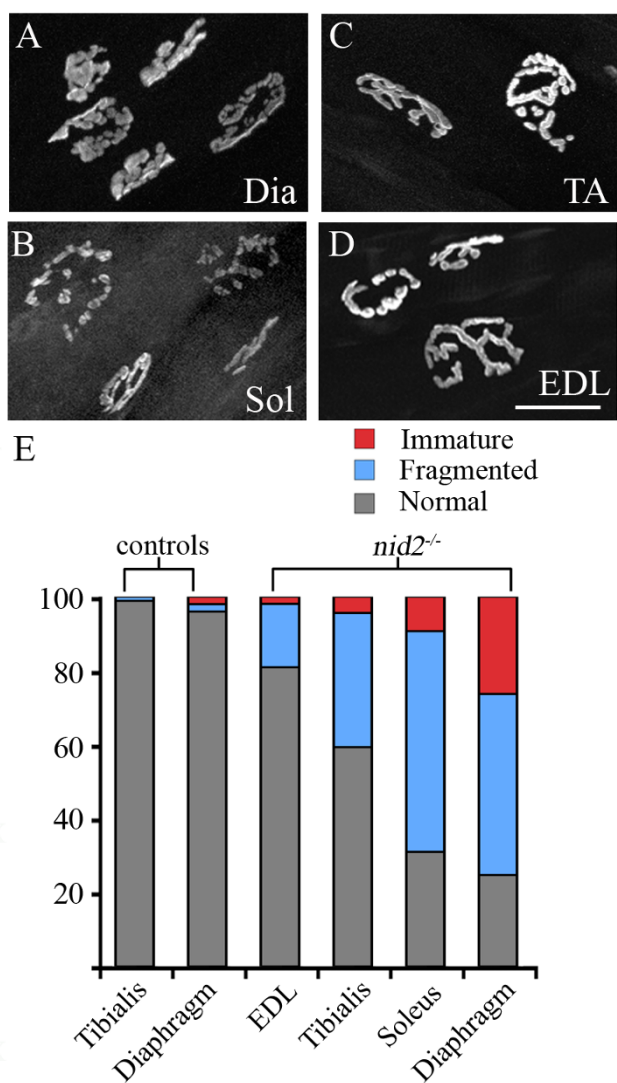 A
Dia
C
TA
B
Sol
D
EDL
E
Immature
Fragmented
Normal
controls
nid2-/-
100
80
60
40
20
Tibialis
Diaphragm
EDL
Tibialis
Soleus
Diaphragm